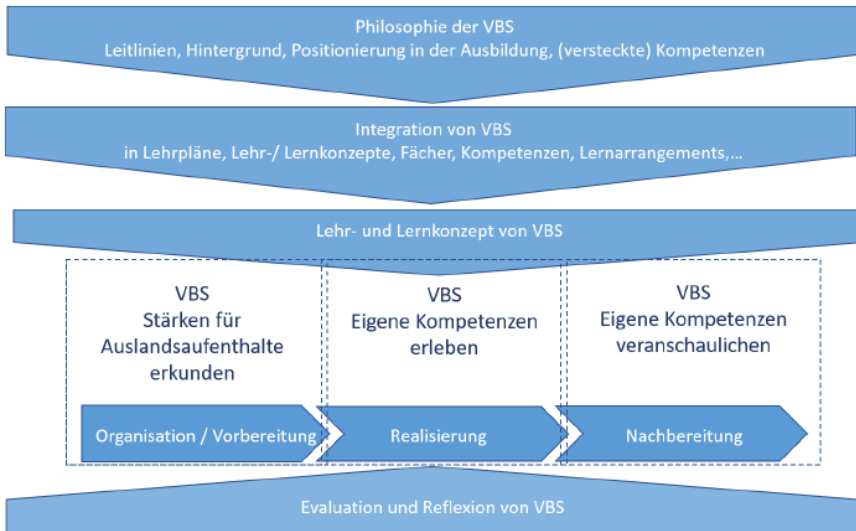 Philosophie der VBS
Leitlinien, Hintergrund, Positionierung in der Ausbildung, (versteckte) Kompetenzen
Integration von VBS
in Lehrpläne, Lehr-/ Lernkonzepte, Fächer, Kompetenzen, Lernarrangements,...
Lehr- und Lernkonzept von VBS
VBS
Stärken für
Auslandsaufenthalte
erkunden
VBS
Eigene Kompetenzen
erleben
VBS
Eigene Kompetenzen
veranschaulichen
Organisation / Vorbereitung
Realisierung
Nachbereitung
Evaluation und Reflexion von VBS